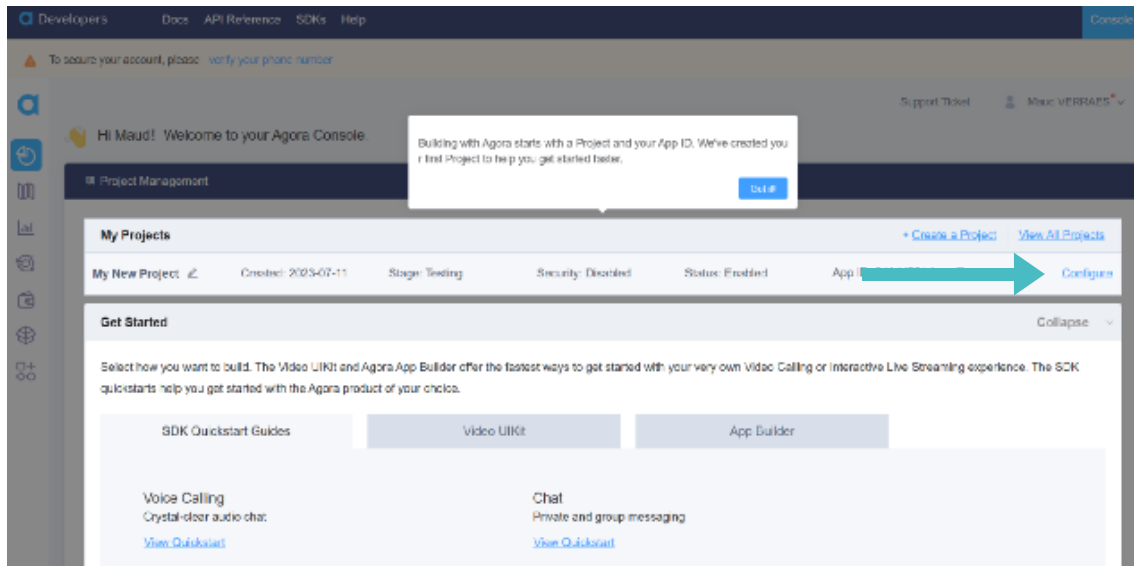 Developers Docs API Reference SDKs Help Console
To secure your account, please verify your phone number
Support Ticket Maud VERRAES
Hi Maud! Welcome to your Agora Console
Building with Agora starts with a Project and your App ID. We've created you
r first Project to help you get started faster.
Got it!
Project Management
My Projects + Create a Project View All Projects
My New Project Created: 2023-07-11 Stage: Testing Security: Disabled Status: Enabled App ID Configure
Get Started Collapse
Select how you want to build. The Video UIKit and Agora App Builder offer the fastest ways to get started with your very own Video Calling or Interactive Live Streaming experience. The SDK
quickstarts help you get started with the Agora product of your choice.
SDK Quickstart Guides Video UIKit App Builder
Voice Calling Chat
Crystal-clear audio chat Private and group messaging
View Quickstart View Quickstart